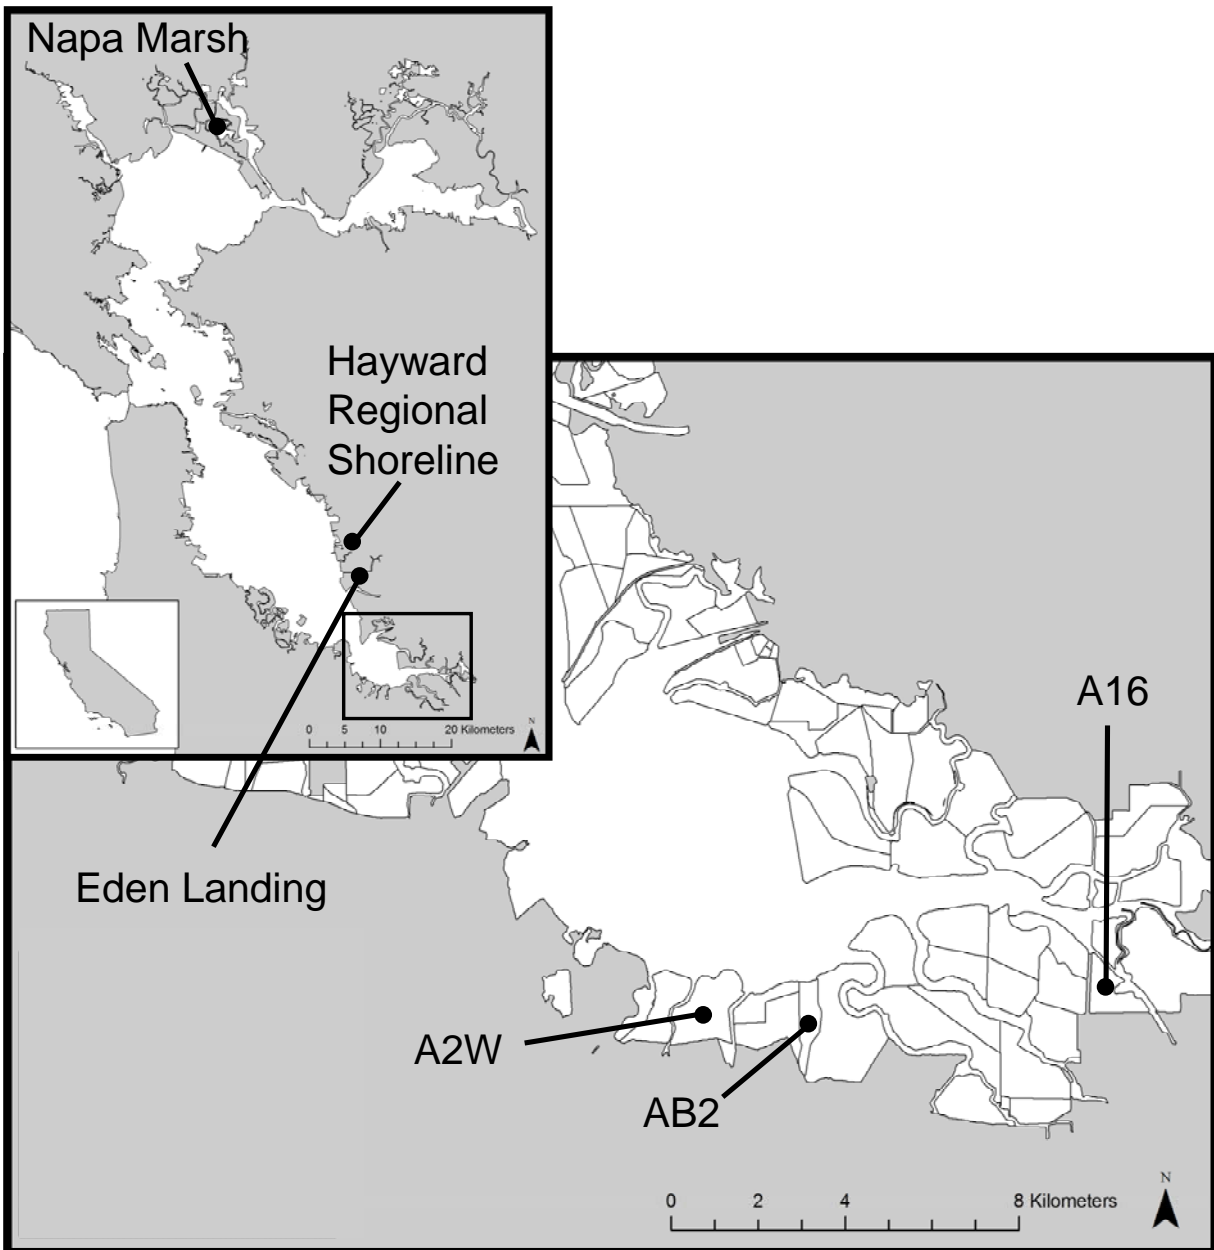 Napa Marsh
Hayward
Regional
Shoreline
N
0 5 10 20 Kilometers
A16
Eden Landing
A2W
AB2
N
0 2 4 8 Kilometers